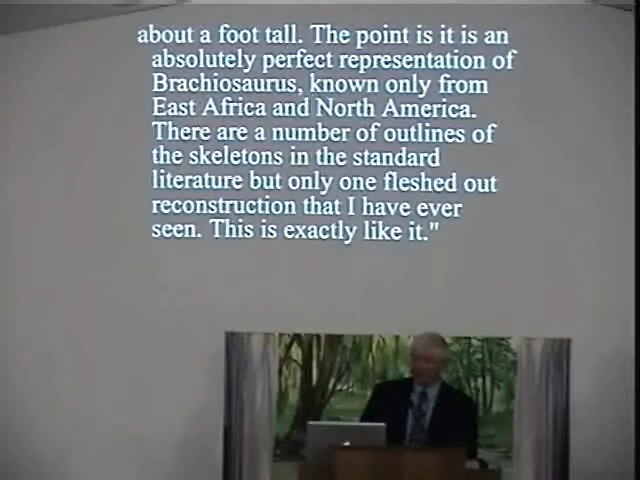 about a foot tall. The point is it is an
absolutely perfect representation of
Brachiosaurus, known only from
East Africa and North America.
There are a number of outlines of
the skeletons in the standard
literature but only one fleshed out
reconstruction that I have ever
seen. This is exactly like it."